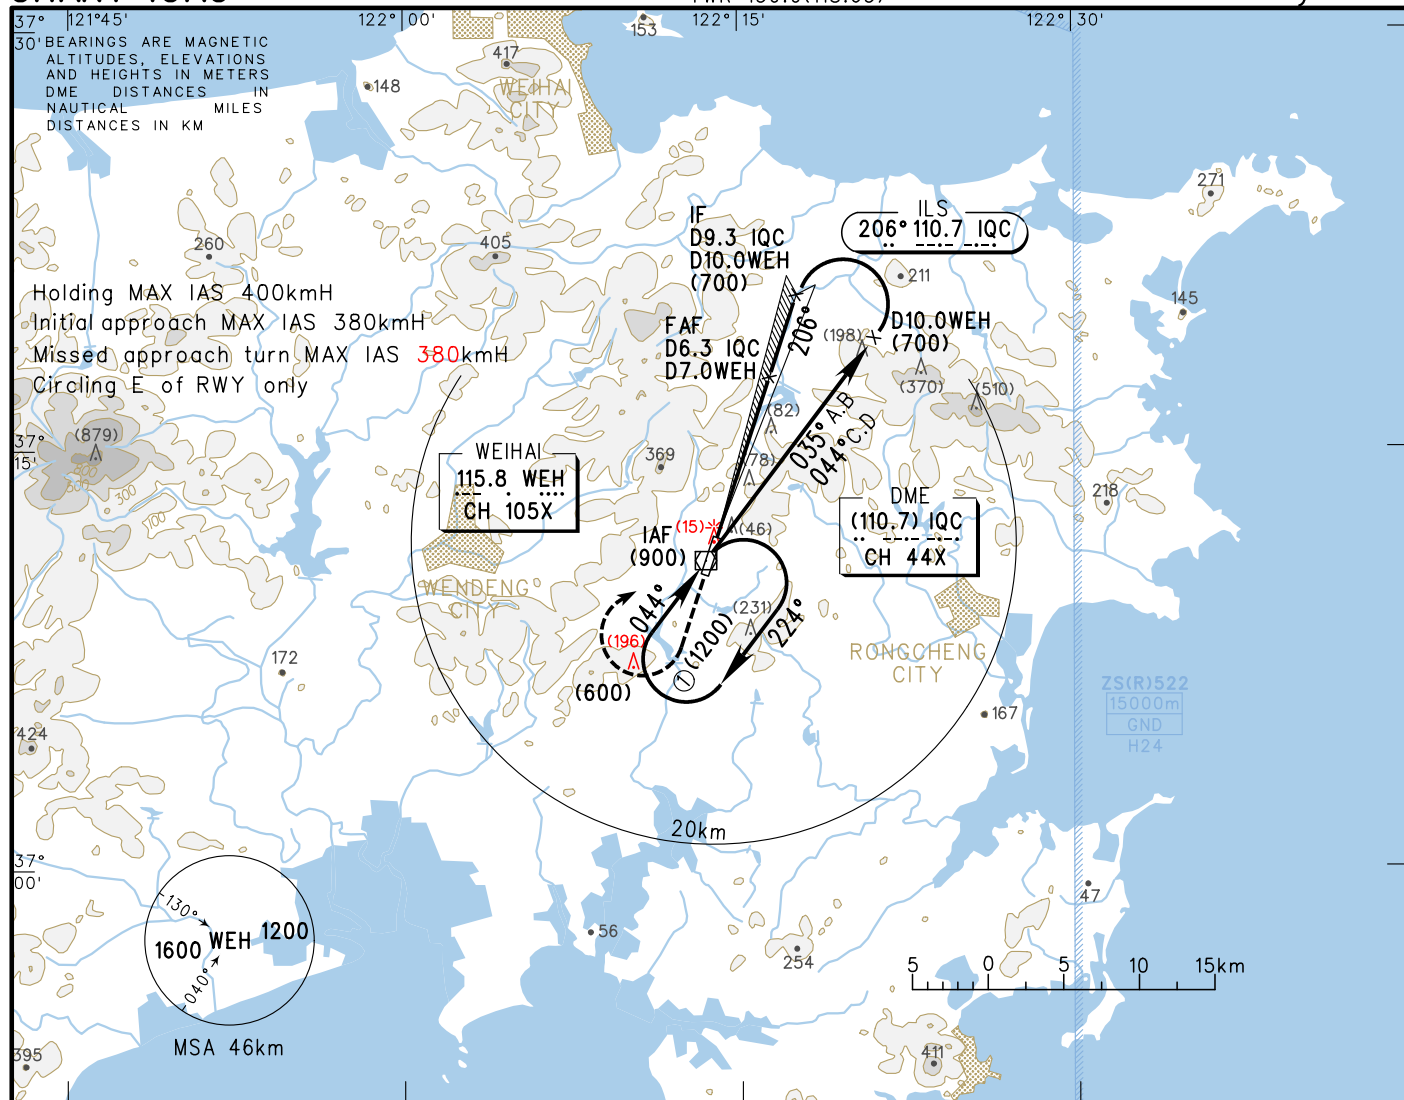 37°
30'
121°45'
122°00'
122°15'
122°30'
BEARINGS ARE MAGNETIC
ALTITUDES, ELEVATIONS
AND HEIGHTS IN METERS
DME DISTANCES IN
NAUTICAL MILES
DISTANCES IN KM
153
417
148
WEIHAI
CITY
271
ILS
206° 110.7 IQC
IF
D9.3 IQC
D10.0WEH
(700)
260
405
211
145
Holding MAX IAS 400kmH
Initial approach MAX IAS 380kmH
Missed approach turn MAX IAS 380kmH
Circling E of RWY only
FAF
D6.3 IQC
D7.0WEH
206°
(198)
D10.0WEH
(700)
(370)
(510)
(82)
035° A.B
044° C.D
(879)
37°
15'
300
100
WEIHAI
115.8 WEH
CH 105X
369
(78)
218
DME
(110.7) IQC
CH 44X
IAF
(900)
(15)
(46)
WENDENG
CITY
044°
(231)
224°
(196)
(1200)
1
(600)
RONGCHENG
CITY
172
167
ZS(R)522
15000m
GND
H24
424
20km
37°
00'
47
130°
1600
WEH
1200
040°
MSA 46km
56
254
5 0 5 10 15km
395
411